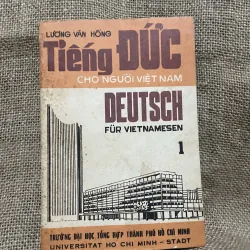 LƯƠNG VĂN HỒNG
Tiếng ĐỨC
CHO NGƯỜI VIỆT NAM
DEUTSCH
FÜR VIETNAMESEN
1
TRƯỜNG ĐẠI HỌC TỔNG HỢP THÀNH PHỐ HỒ CHÍ MINH
UNIVERSITAT HO CHI MINH - STADT